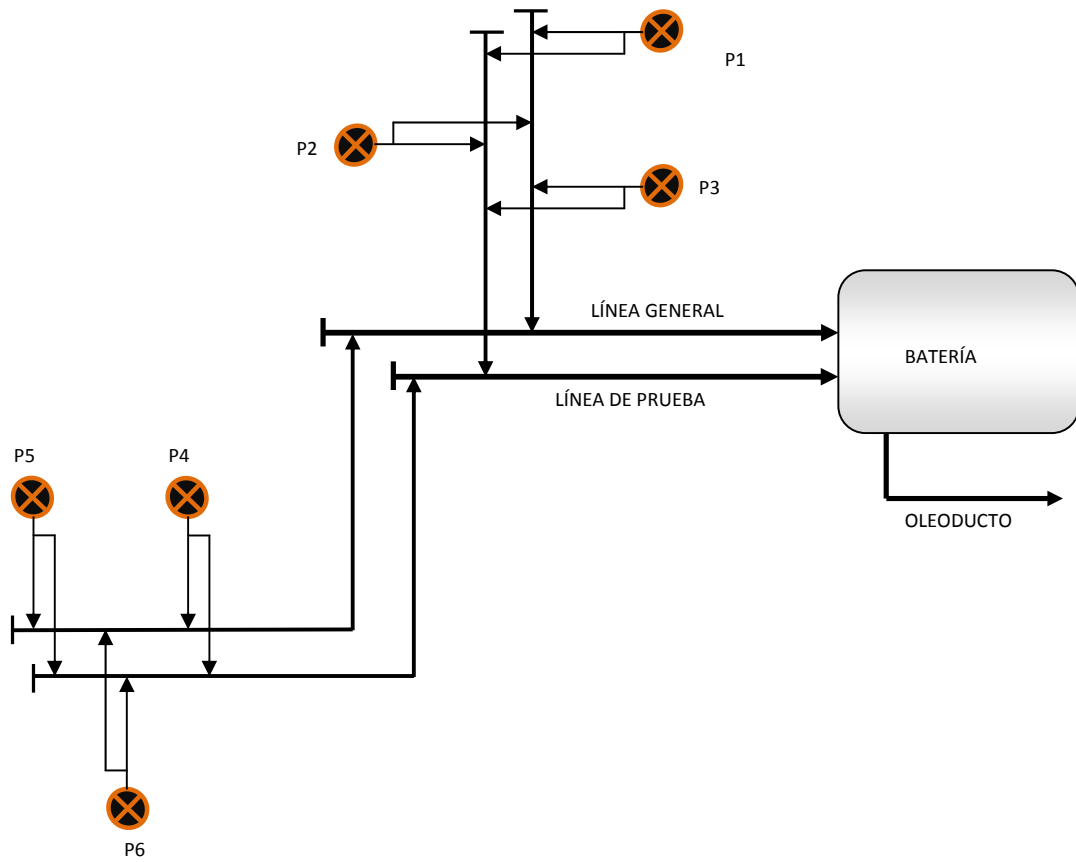 P1
P2
P3
LÍNEA GENERAL
BATERÍA
LÍNEA DE PRUEBA
P5
P4
OLEODUCTO
P6